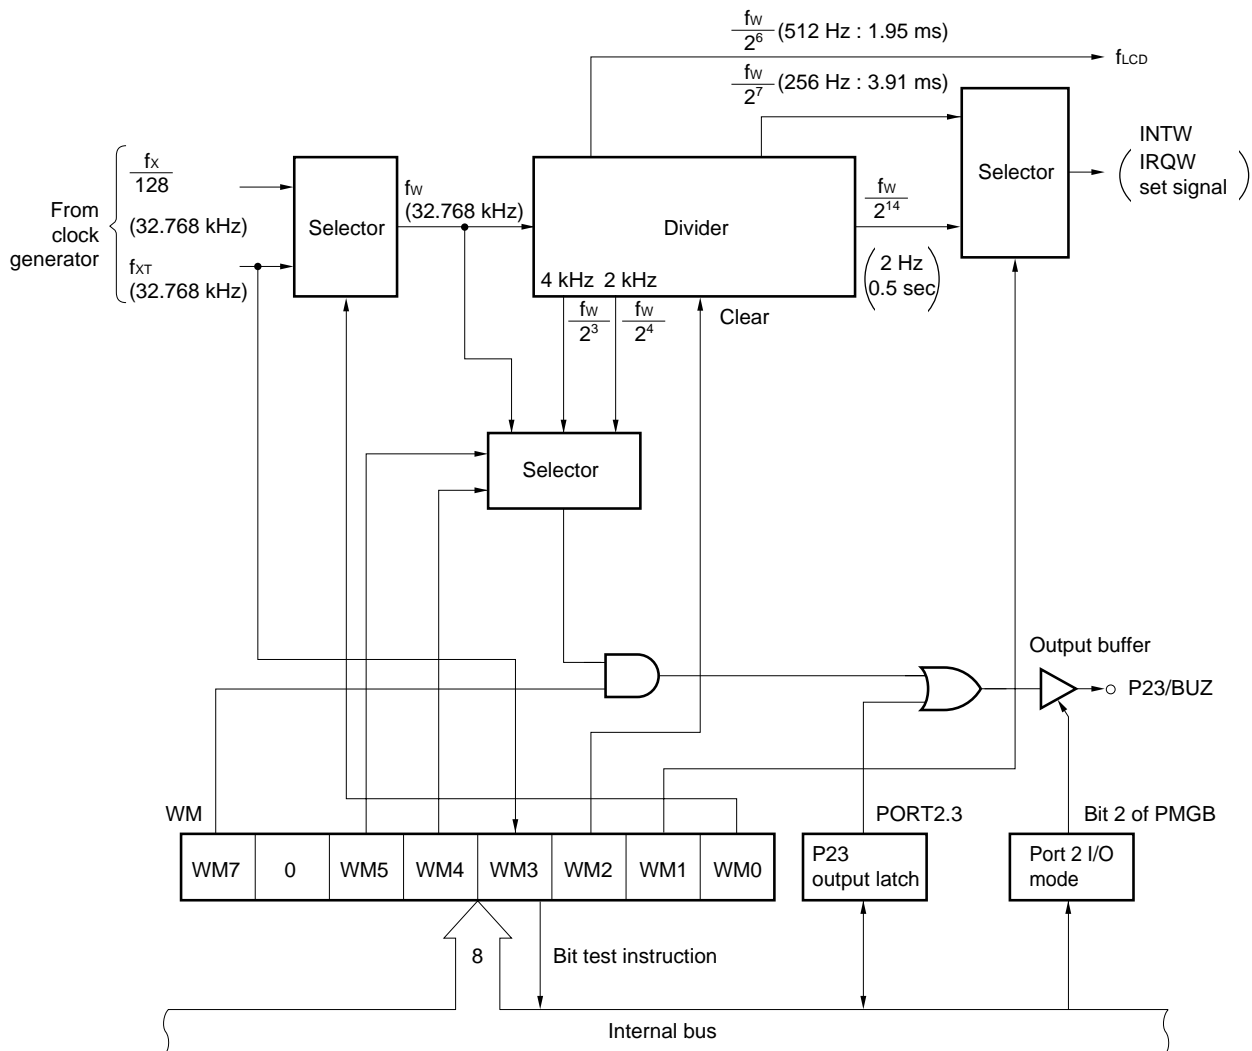 fW/2^6 (512 Hz : 1.95 ms)
fLCD
fW/2^7 (256 Hz : 3.91 ms)
INTW
IRQW
set signal
Selector
From
clock
generator
fX/128
(32.768 kHz)
fXT
(32.768 kHz)
Selector
fW
(32.768 kHz)
Divider
4 kHz 2 kHz
fW/2^14
2 Hz
0.5 sec
fW/2^3
fW/2^4
Clear
Selector
Output buffer
P23/BUZ
WM
PORT2.3
Bit 2 of PMGB
WM7 0 WM5 WM4 WM3 WM2 WM1 WM0
P23
output latch
Port 2 I/O
mode
8
Bit test instruction
Internal bus